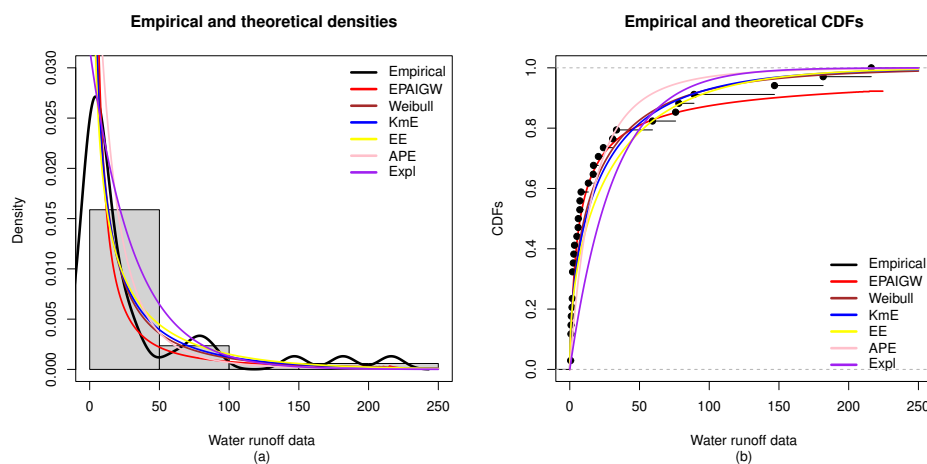 Empirical and theoretical densities
0.030
0.025
0.020
0.015
0.010
0.005
0.000
Density
Empirical
EPAIGW
Weibull
KmE
EE
APE
Expl
0 50 100 150 200 250
Water runoff data
(a)
Empirical and theoretical CDFs
1.0
0.8
0.6
0.4
0.2
0.0
CDFs
Empirical
EPAIGW
Weibull
KmE
EE
APE
Expl
0 50 100 150 200 250
Water runoff data
(b)